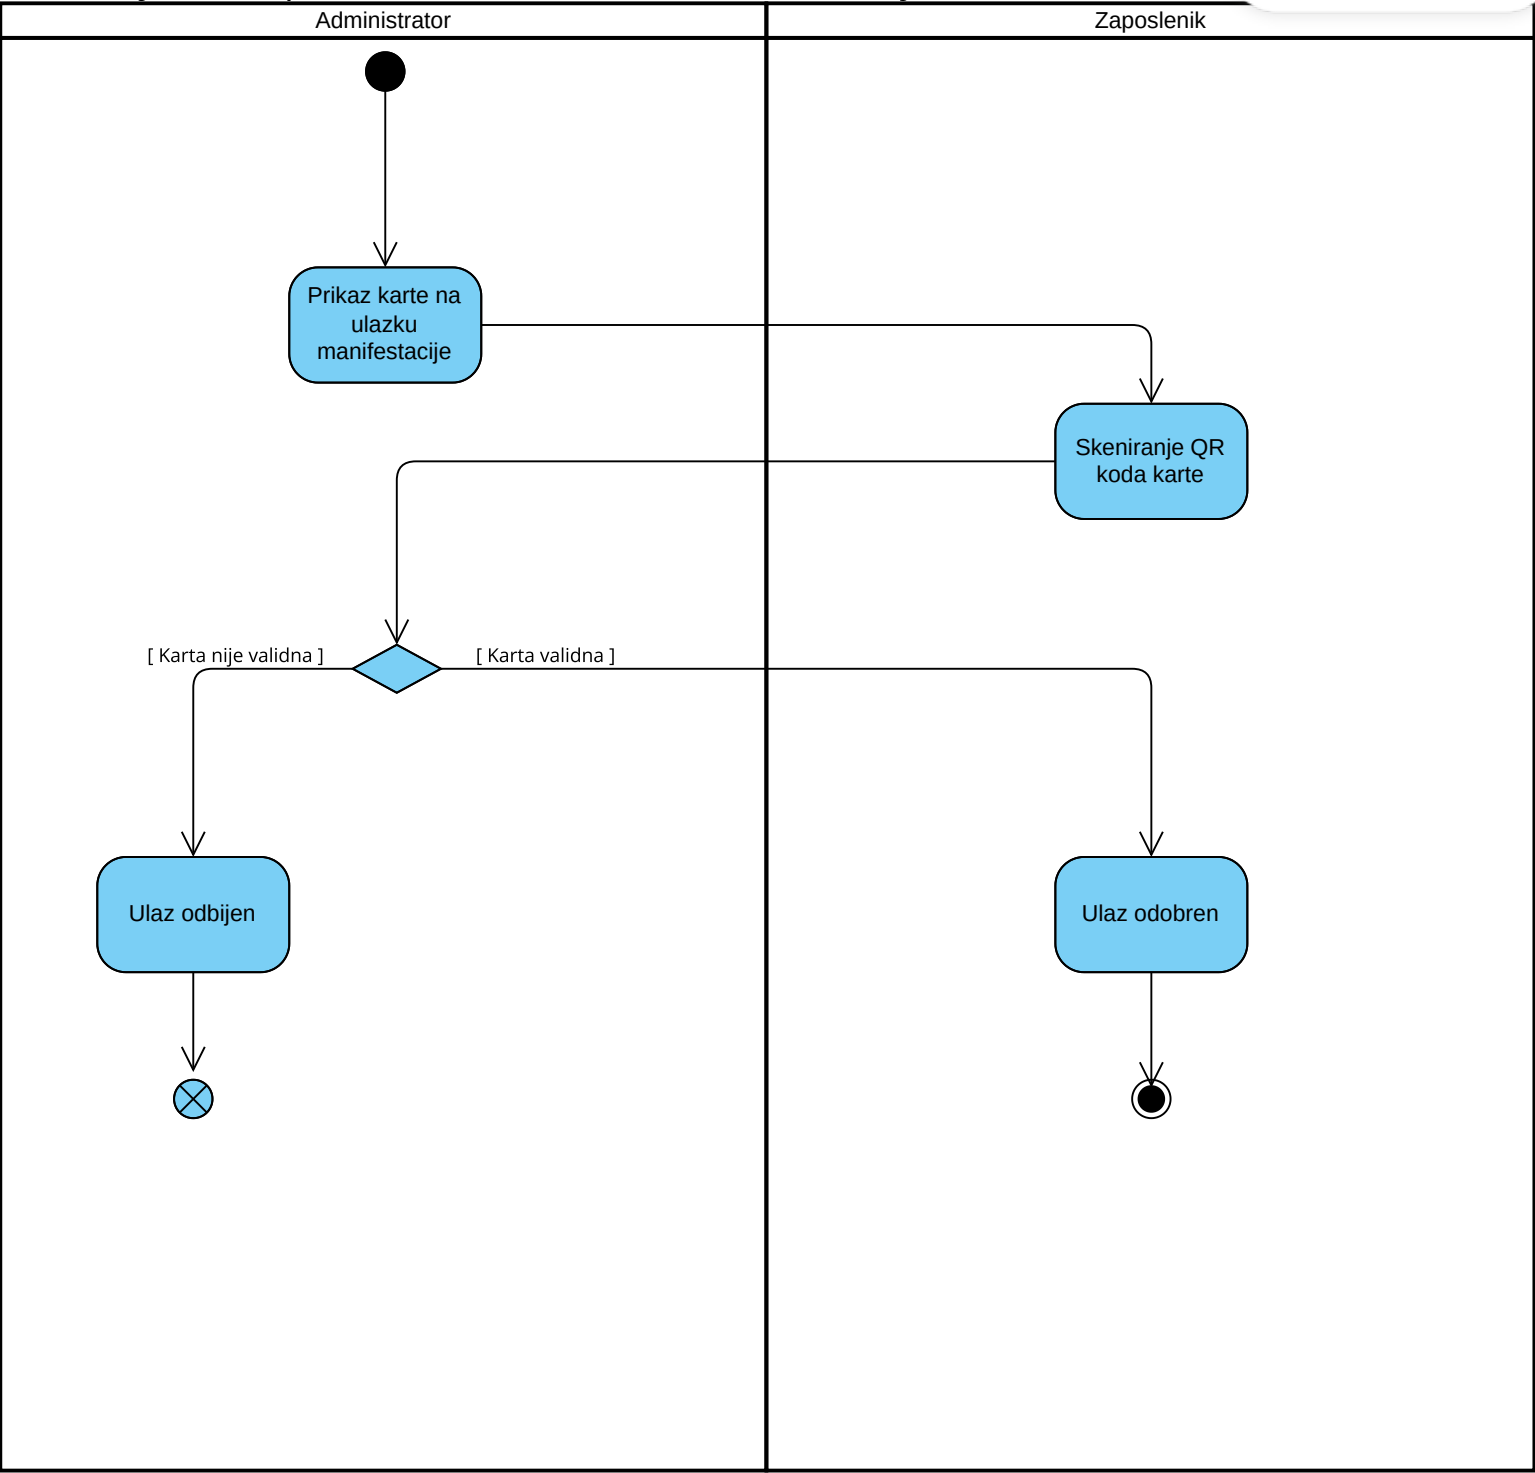 Administrator
Zaposlenik
Prikaz karte na
ulazku
manifestacije
Skeniranje QR
koda karte
[ Karta nije validna ]
[ Karta validna ]
Ulaz odbijen
Ulaz odobren